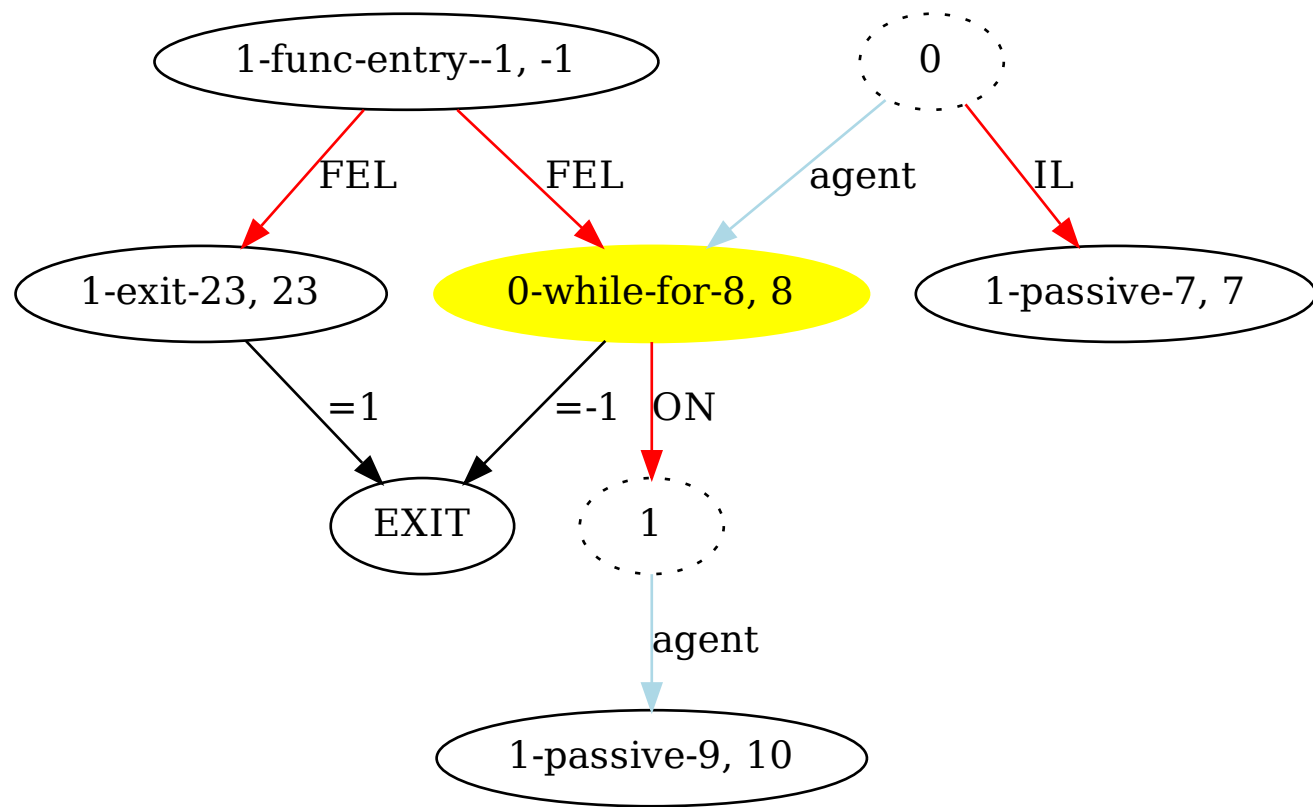 1-func-entry--1, -1
0
FEL
FEL
agent
IL
1-exit-23, 23
0-while-for-8, 8
1-passive-7, 7
=1
=-1
ON
EXIT
1
agent
1-passive-9, 10